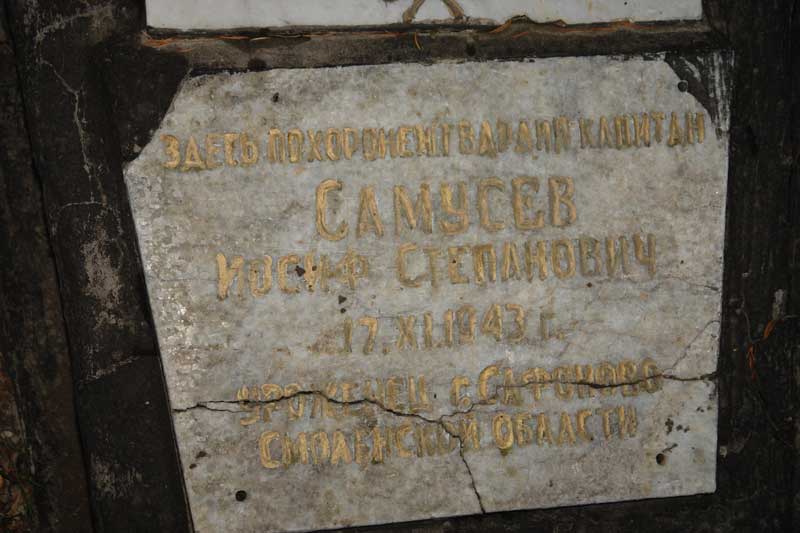 ЗДЕСЬ ПОХОРОНЕН ГВАРДИИ КАПИТАН
САМУСЕВ
ИОСИФ СТЕПАНОВИЧ
17.XI.1943 г.
УРОЖЕНЕЦ г. САФОНОВО
СМОЛЕНСКОЙ ОБЛАСТИ